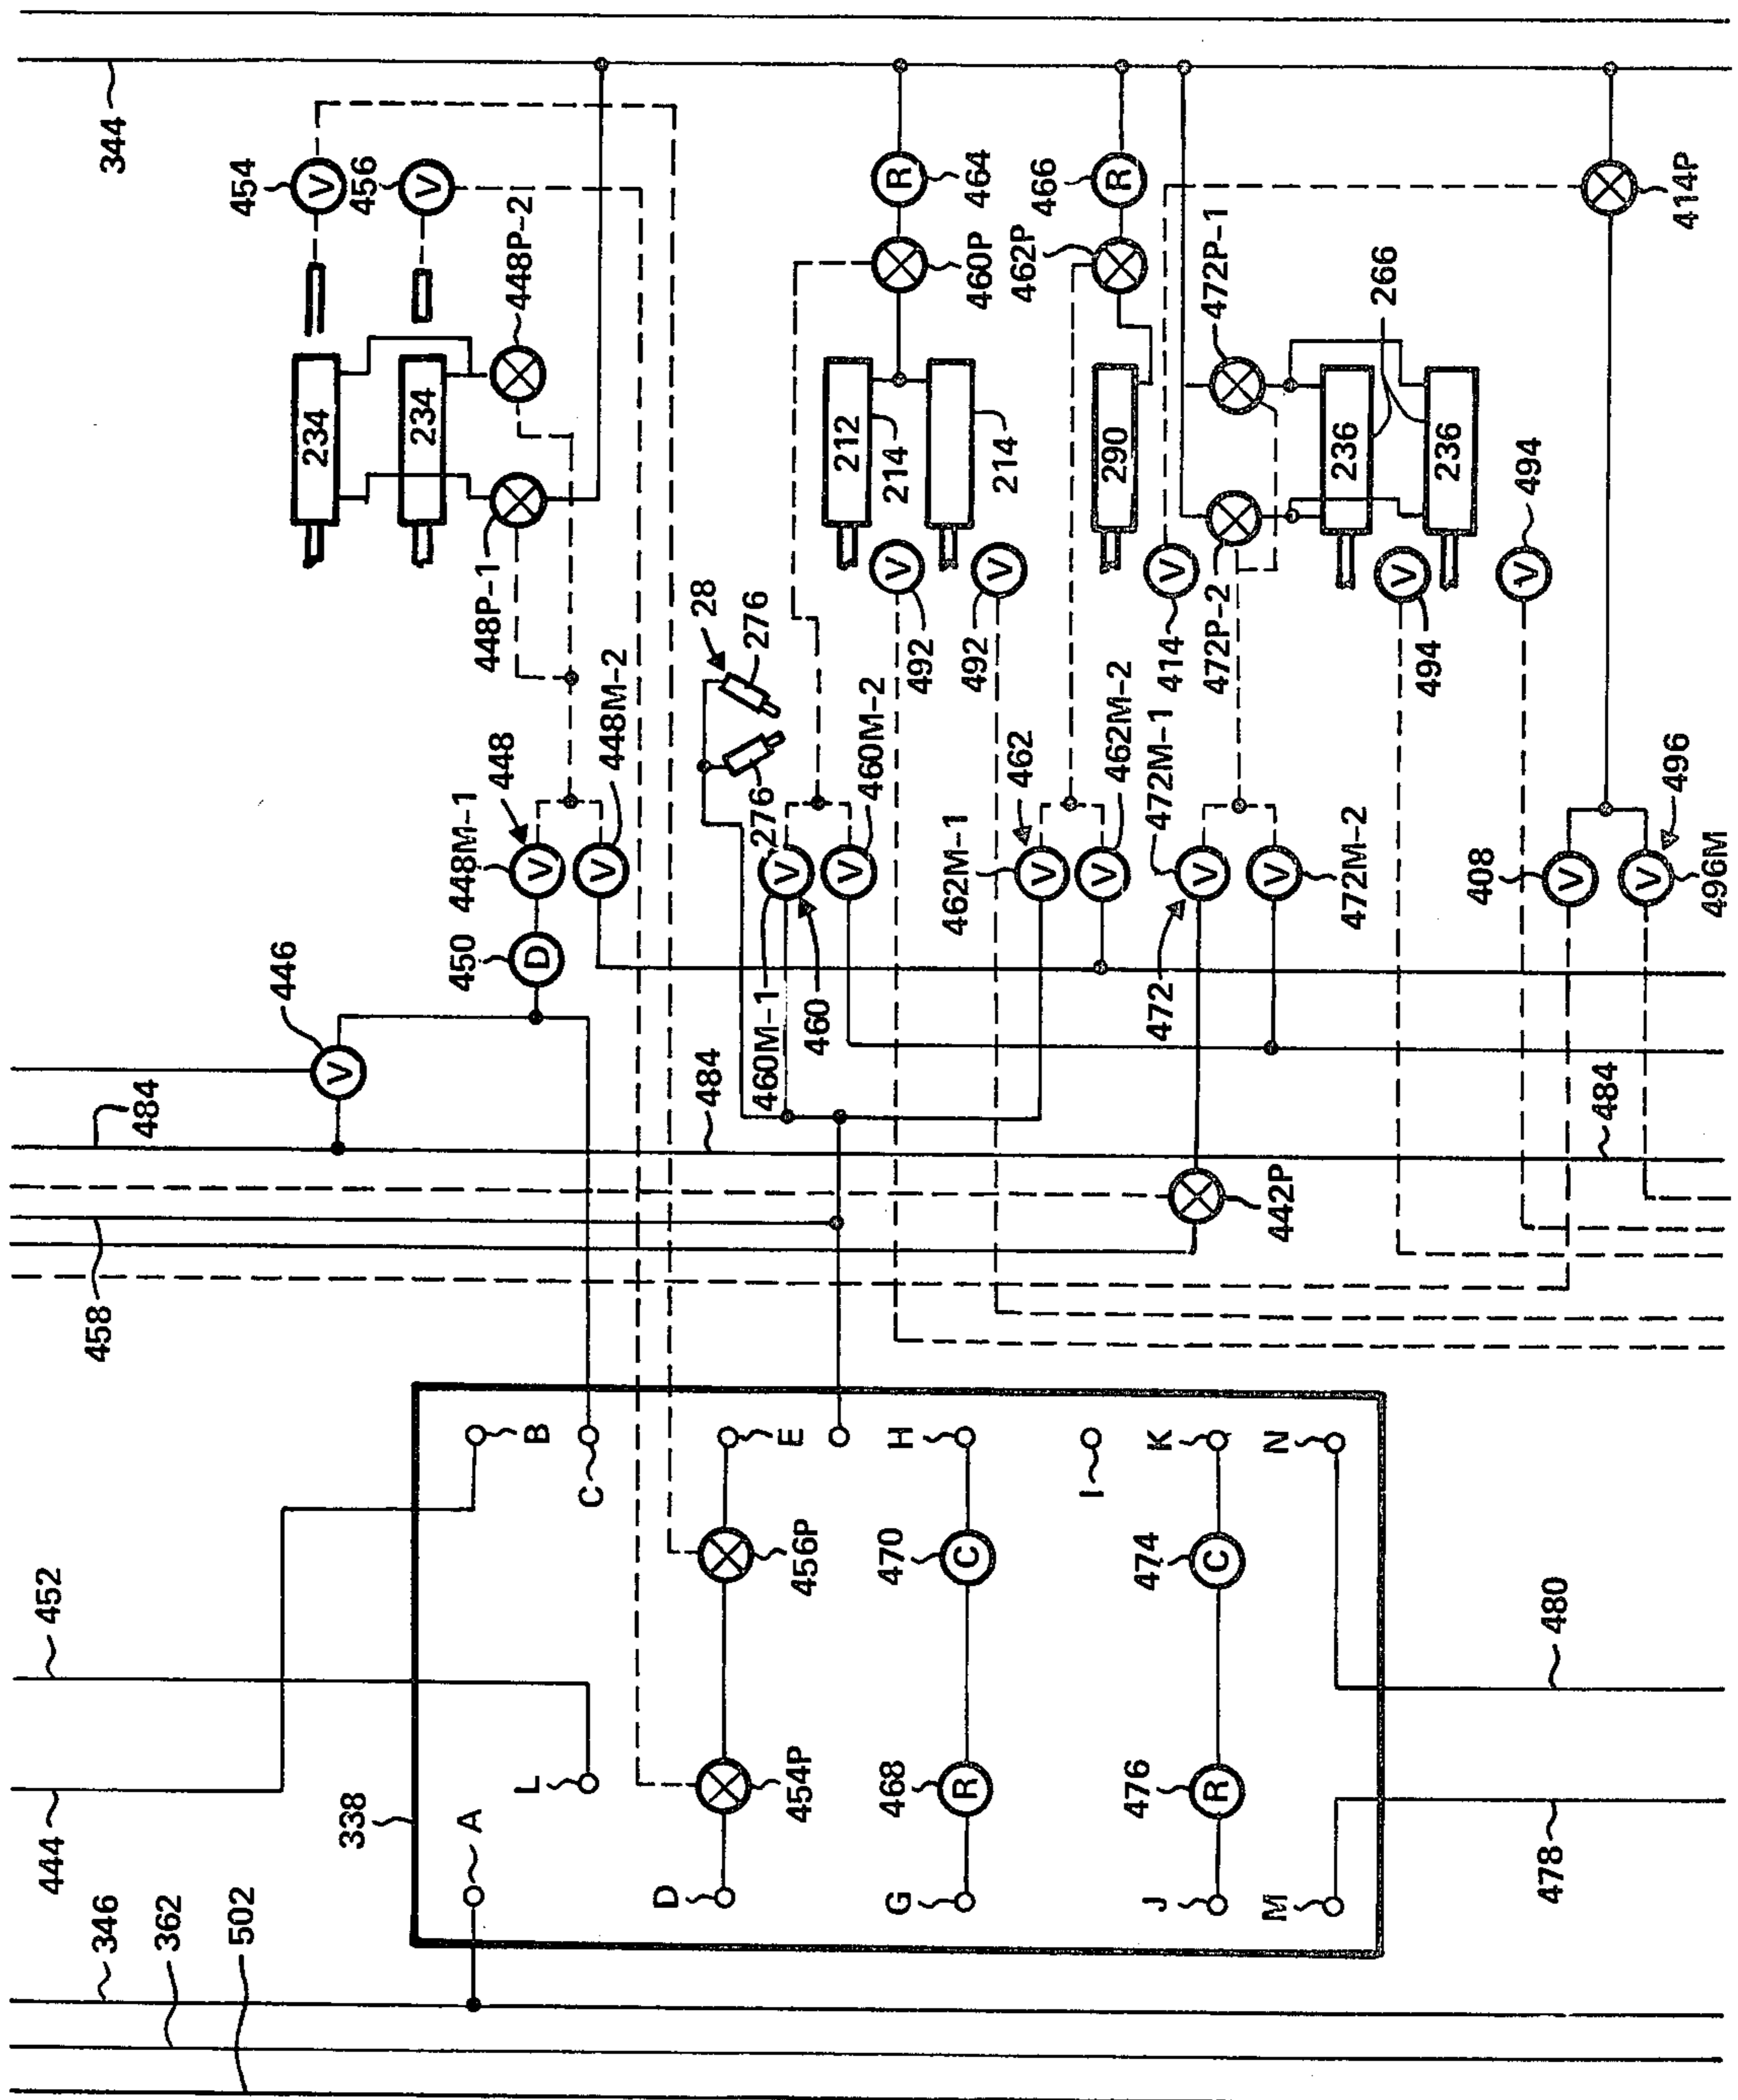 344
454
V
456
V
234
234
448P-2
448P-1
448M-1
448
V
448M-2
V
450
D
446
V
484
R
464
460P
466
R
462P
212
214
214
290
V
492
V
492
V
414
472P-1
472P-2
266
236
236
V
494
V
494
414P
28
276
276
V
460M-2
V
460M-1
460
462M-1
V
462
V
462M-2
472M-1
V
472
V
472M-2
408
V
496
V
496M
484
484
442P
458
B
C
E
H
I
K
N
456P
470
C
474
C
452
480
444
338
L
A
454P
468
R
476
R
D
G
J
M
478
346
362
502